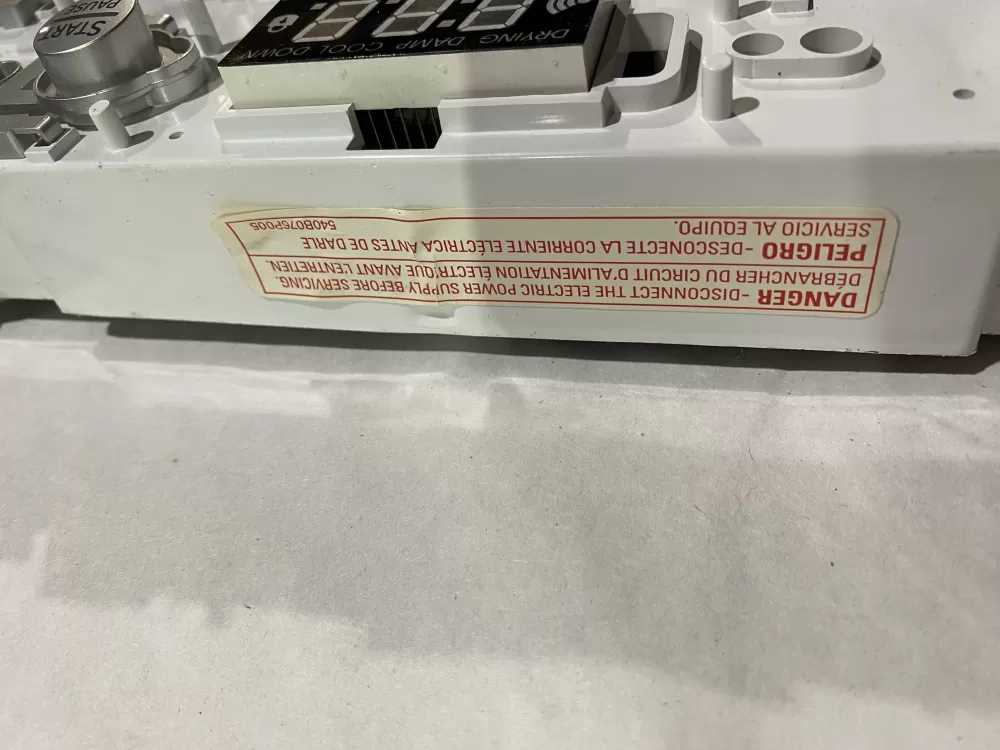 DANGER - DISCONNECT THE ELECTRIC POWER SUPPLY BEFORE SERVICING.
DÉBRANCHER DU CIRCUIT D'ALIMENTATION ÉLECTRIQUE AVANT L'ENTRETIEN.
PELIGRO - DESCONECTE LA CORRIENTE ELÉCTRICA ANTES DE DARLE
SERVICIO AL EQUIPO. 540B076P005
DRYING DAMP COOL DOWN
START
PAUSE